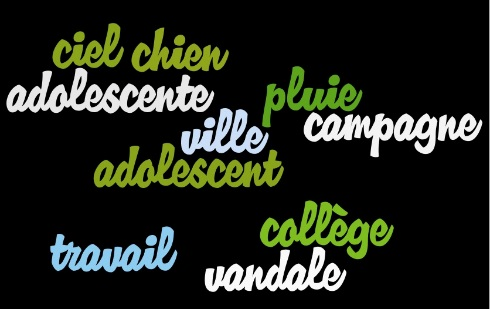 ciel chien
adolescente
pluie
campagne
ville
adolescent
collège
travail
vandale